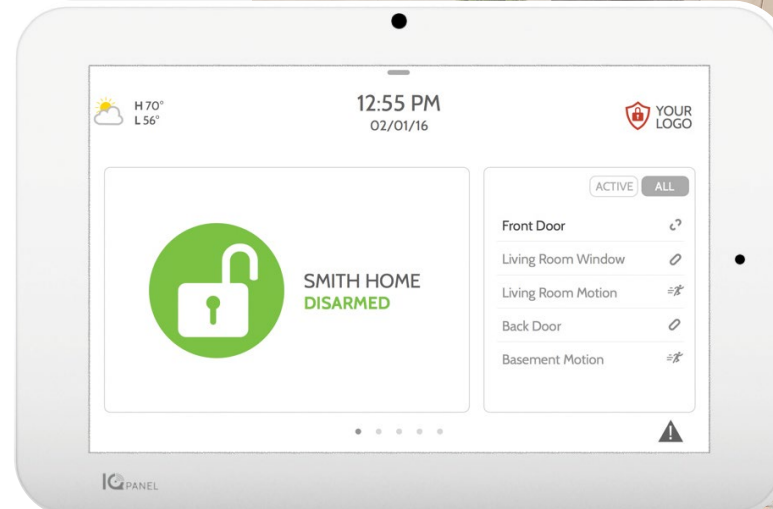 H 70°
L 56°
12:55 PM
02/01/16
YOUR
LOGO
SMITH HOME
DISARMED
ACTIVE
ALL
Front Door
Living Room Window
Living Room Motion
Back Door
Basement Motion
IQ PANEL